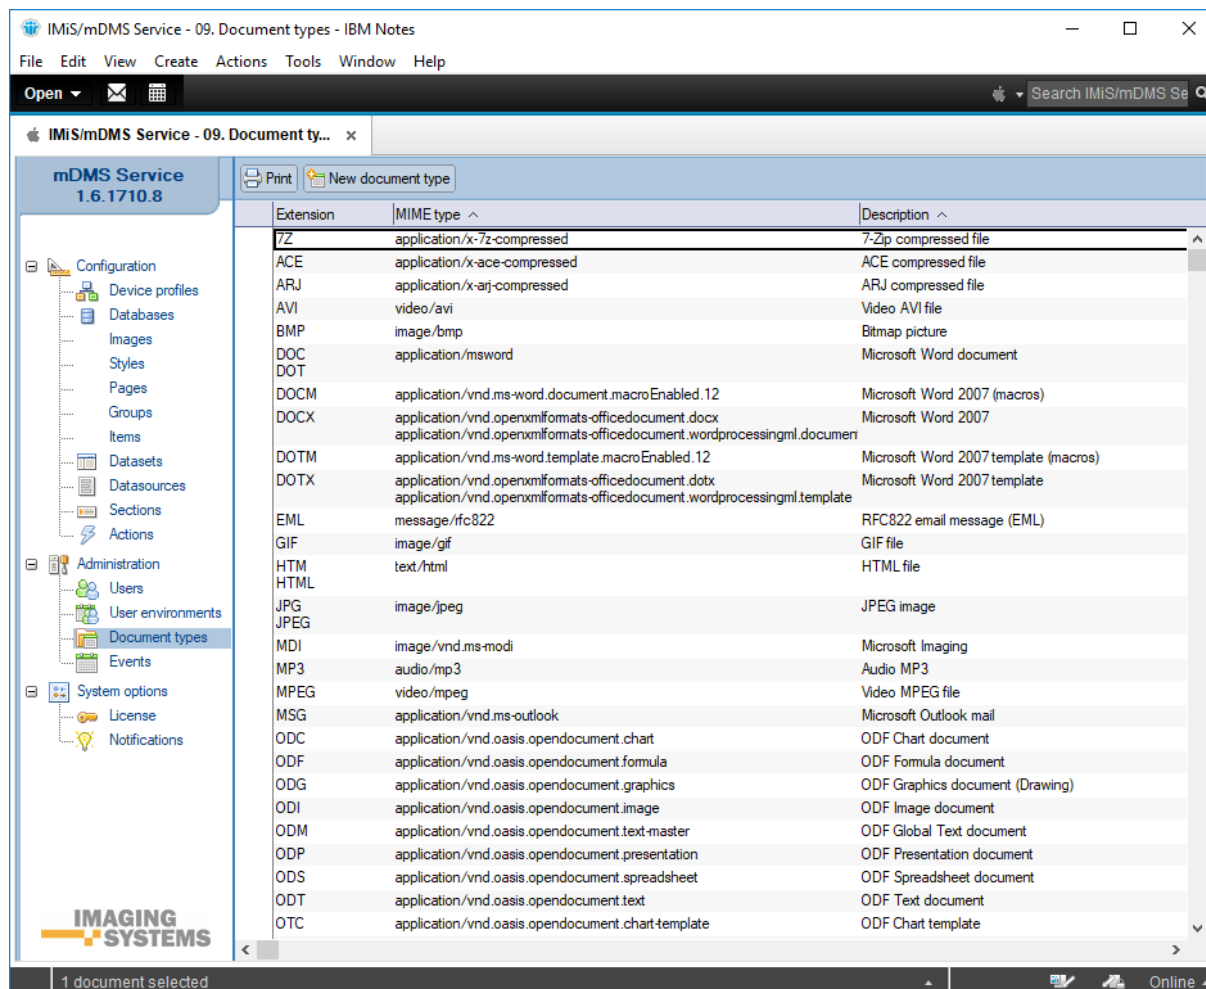 IMiS/mDMS Service - 09. Document types - IBM Notes
File Edit View Create Actions Tools Window Help
Open Search IMiS/mDMS Se
IMiS/mDMS Service - 09. Document ty... x
mDMS Service
1.6.1710.8
Configuration
Device profiles
Databases
Images
Styles
Pages
Groups
Items
Datasets
Datasources
Sections
Actions
Administration
Users
User environments
Document types
Events
System options
License
Notifications
IMAGING
SYSTEMS
Print New document type
Extension MIME type Description
7Z application/x-7z-compressed 7-Zip compressed file
ACE application/x-ace-compressed ACE compressed file
ARJ application/x-arj-compressed ARJ compressed file
AVI video/avi Video AVI file
BMP image/bmp Bitmap picture
DOC application/msword Microsoft Word document
DOT
DOCM application/vnd.ms-word.document.macroEnabled.12 Microsoft Word 2007 (macros)
DOCX application/vnd.openxmlformats-officedocument.docx Microsoft Word 2007
application/vnd.openxmlformats-officedocument.wordprocessingml.document
DOTM application/vnd.ms-word.template.macroEnabled.12 Microsoft Word 2007 template (macros)
DOTX application/vnd.openxmlformats-officedocument.dotx Microsoft Word 2007 template
application/vnd.openxmlformats-officedocument.wordprocessingml.template
EML message/rfc822 RFC822 email message (EML)
GIF image/gif GIF file
HTM text/html HTML file
HTML
JPG image/jpeg JPEG image
JPEG
MDI image/vnd.ms-modi Microsoft Imaging
MP3 audio/mp3 Audio MP3
MPEG video/mpeg Video MPEG file
MSG application/vnd.ms-outlook Microsoft Outlook mail
ODC application/vnd.oasis.opendocument.chart ODF Chart document
ODF application/vnd.oasis.opendocument.formula ODF Formula document
ODG application/vnd.oasis.opendocument.graphics ODF Graphics document (Drawing)
ODI application/vnd.oasis.opendocument.image ODF Image document
ODM application/vnd.oasis.opendocument.text-master ODF Global Text document
ODP application/vnd.oasis.opendocument.presentation ODF Presentation document
ODS application/vnd.oasis.opendocument.spreadsheet ODF Spreadsheet document
ODT application/vnd.oasis.opendocument.text ODF Text document
OTC application/vnd.oasis.opendocument.chart-template ODF Chart template
1 document selected Online